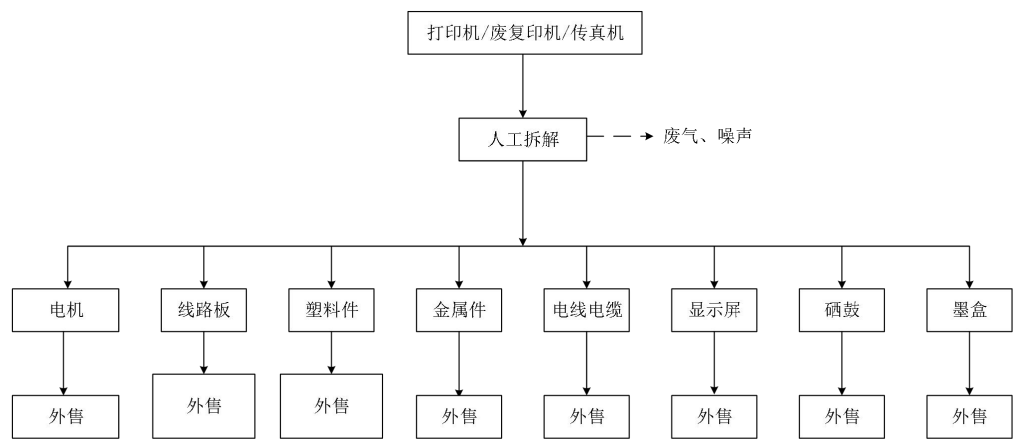 打印机/废复印机/传真机
人工拆解
废气、噪声
电机
线路板
塑料件
金属件
电线电缆
显示屏
硒鼓
墨盒
外售
外售
外售
外售
外售
外售
外售
外售